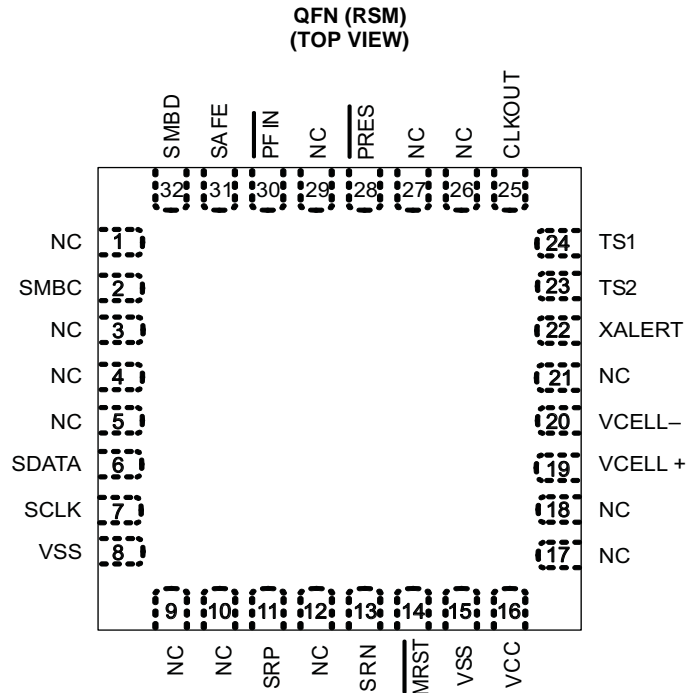 QFN (RSM)
(TOP VIEW)
SMBD
SAFE
PFIN
NC
PRES
NC
NC
CLKOUT
32 31 30 29 28 27 26 25
NC 1
SMBC 2
NC 3
NC 4
NC 5
SDATA 6
SCLK 7
VSS 8
24 TS1
23 TS2
22 XALERT
21 NC
20 VCELL–
19 VCELL +
18 NC
17 NC
9 10 11 12 13 14 15 16
NC
NC
SRP
NC
SRN
MRST
VSS
VCC